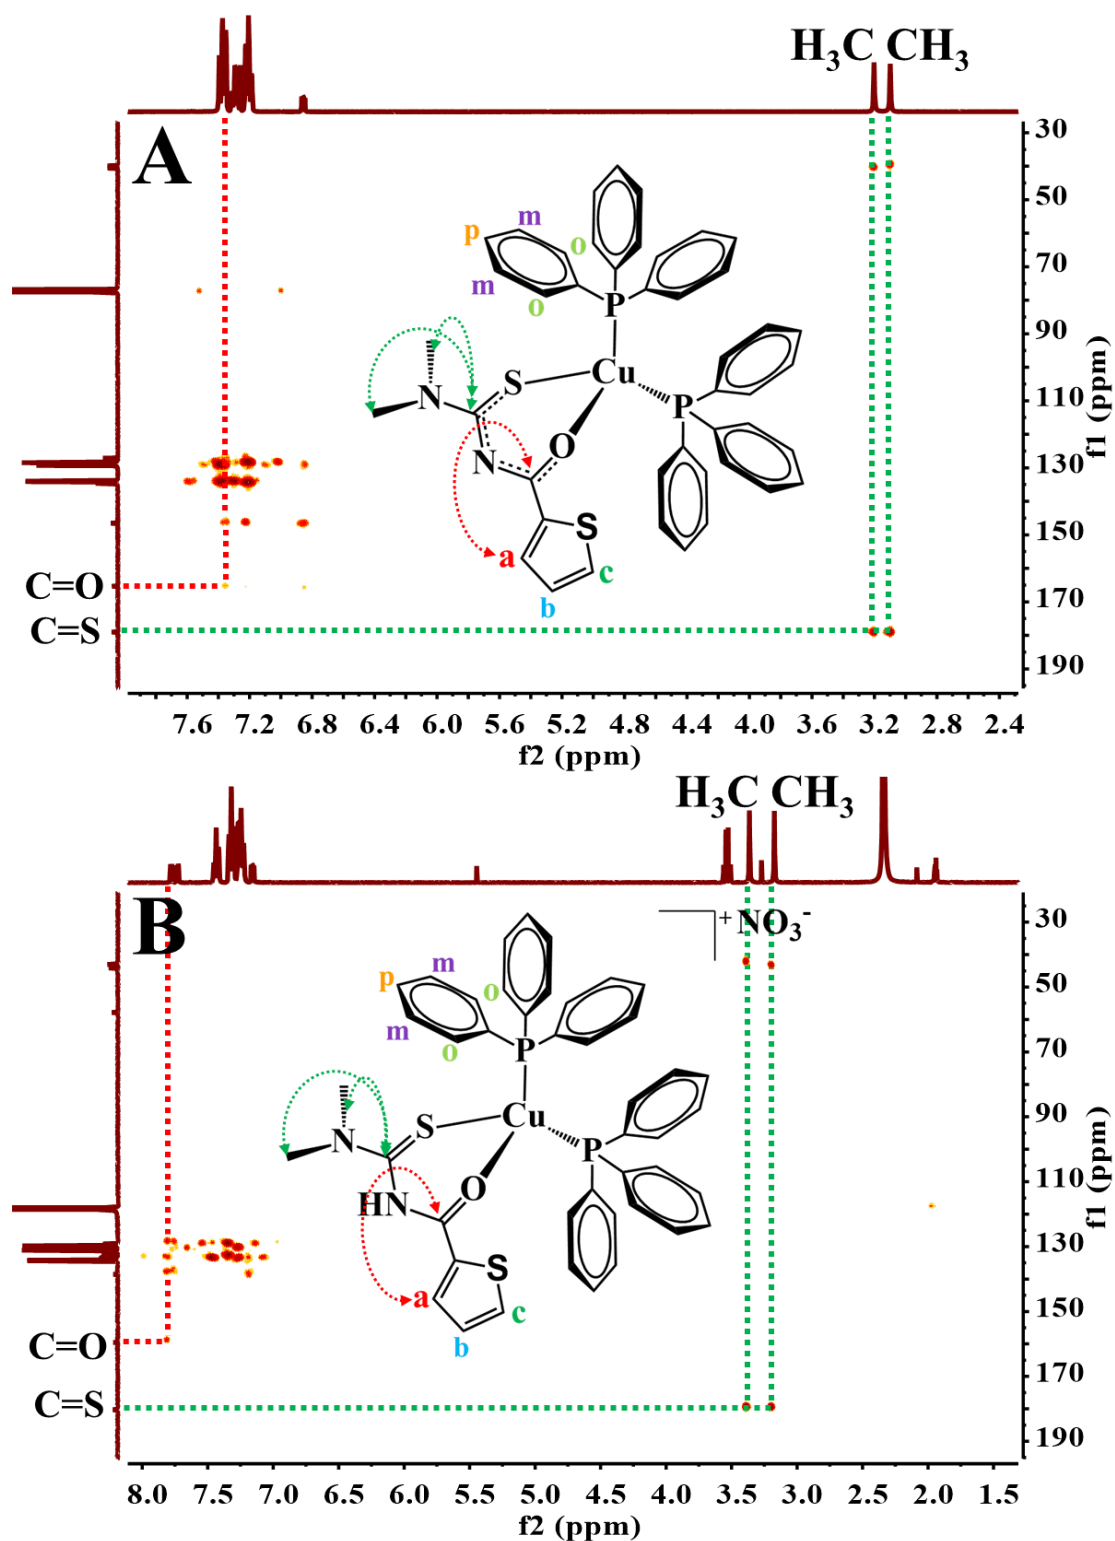 H₃C CH₃
A
30
50
70
90
110
130
150
170
190
f1 (ppm)
m
p
o
m
o
P
S
Cu
N
P
O
N
S
a
c
b
C=O
C=S
7.6 7.2 6.8 6.4 6.0 5.6 5.2 4.8 4.4 4.0 3.6 3.2 2.8 2.4
f2 (ppm)
H₃C CH₃
B
+ NO₃⁻
30
50
70
90
110
130
150
170
190
f1 (ppm)
m
p
o
m
o
P
S
Cu
N
P
O
HN
S
a
c
b
C=O
C=S
8.0 7.5 7.0 6.5 6.0 5.5 5.0 4.5 4.0 3.5 3.0 2.5 2.0 1.5
f2 (ppm)